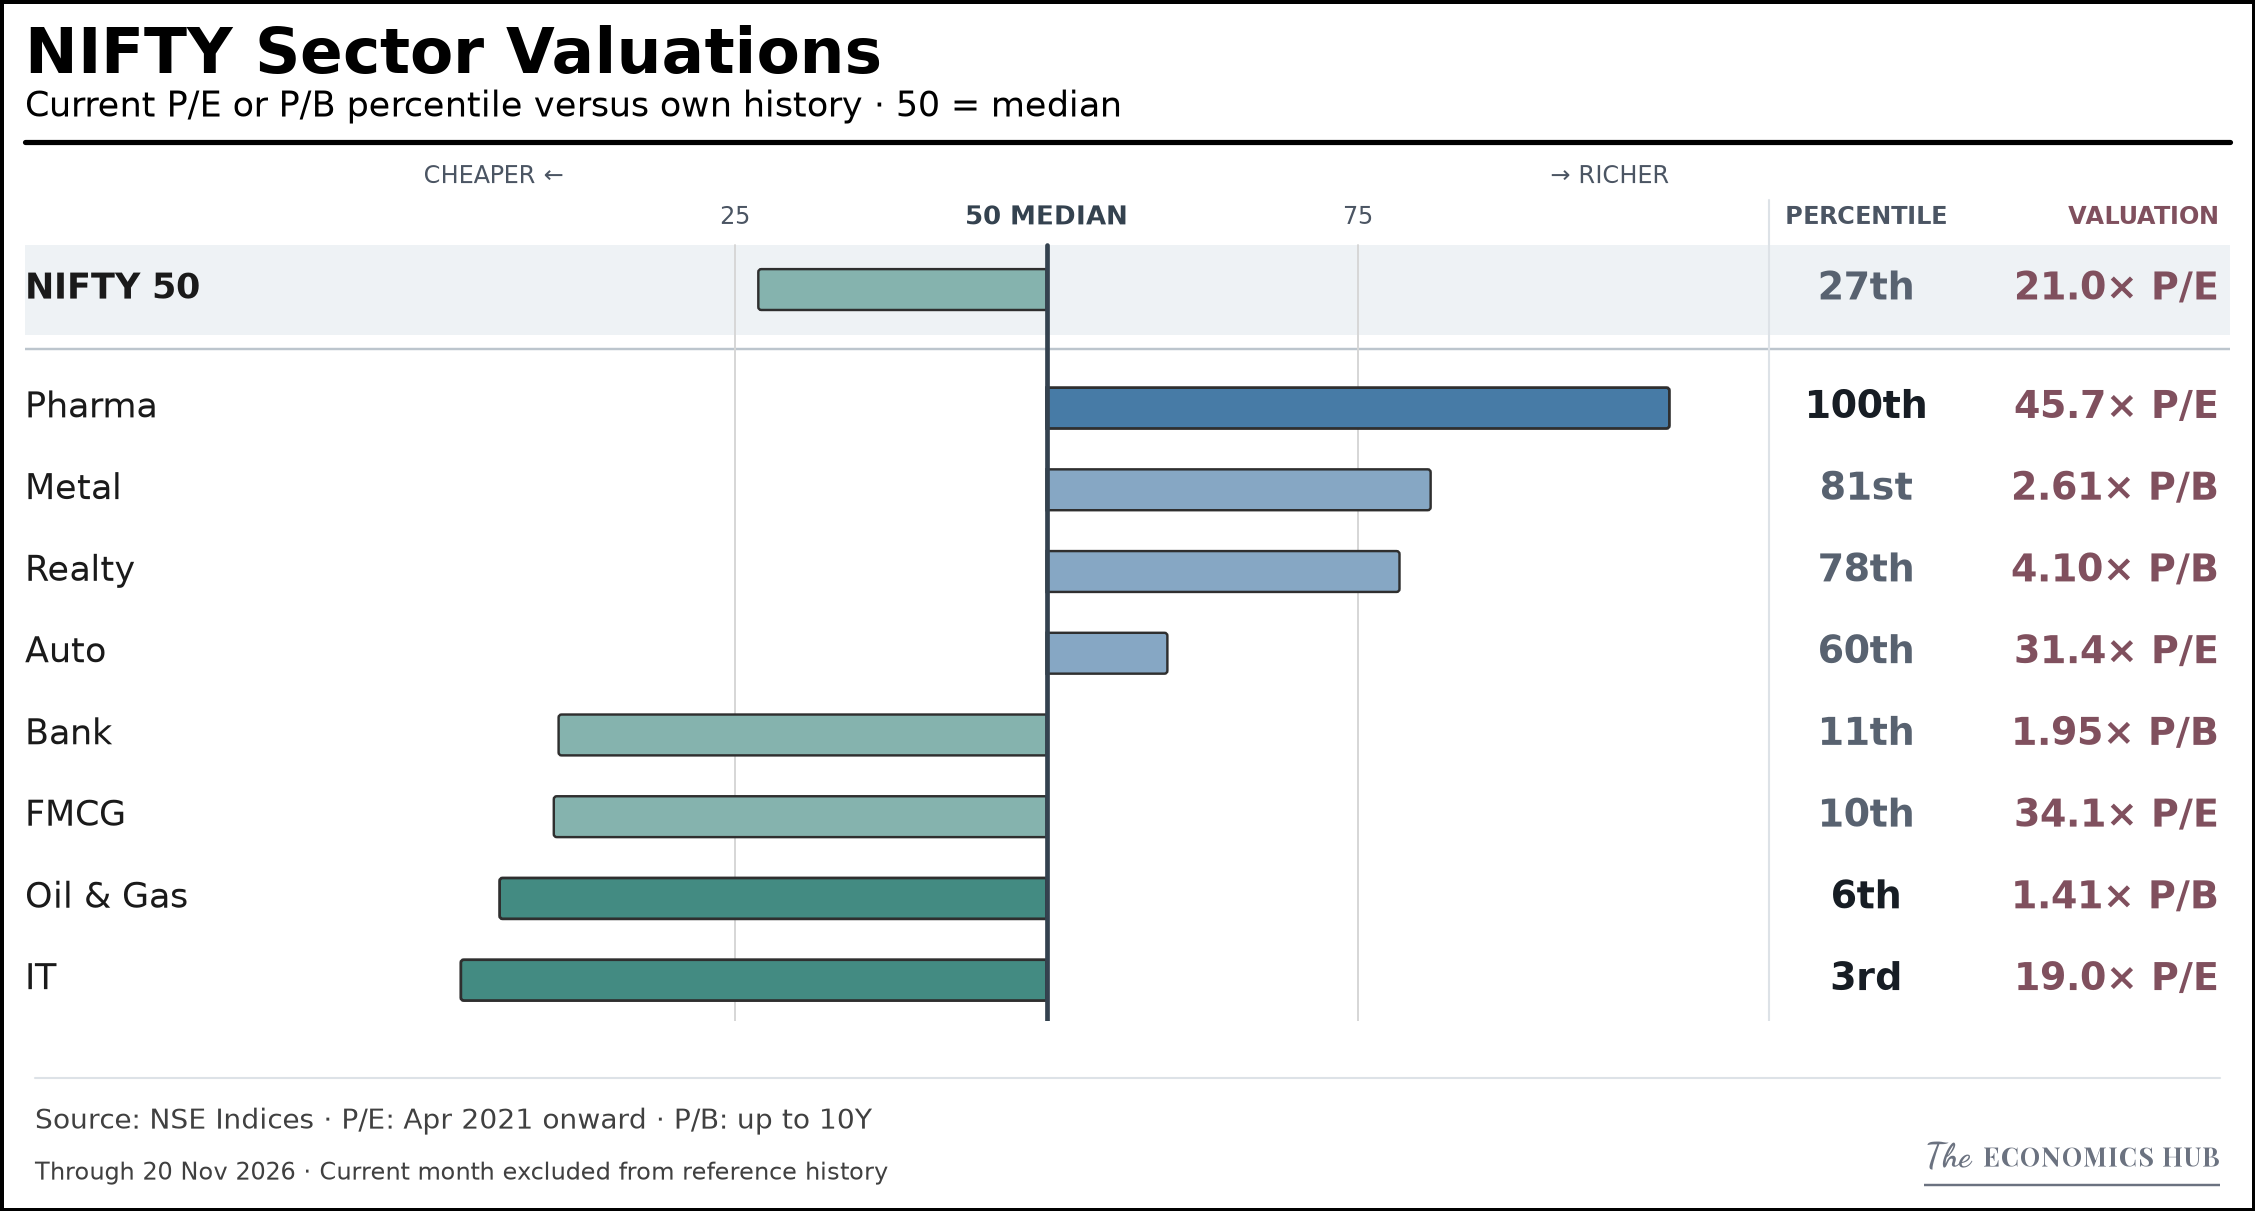 NIFTY Sector Valuations
Current P/E or P/B percentile versus own history · 50 = median
CHEAPER ← → RICHER
25 50 MEDIAN 75 PERCENTILE VALUATION
NIFTY 50 27th 21.0× P/E
Pharma 100th 45.7× P/E
Metal 81st 2.61× P/B
Realty 78th 4.10× P/B
Auto 60th 31.4× P/E
Bank 11th 1.95× P/B
FMCG 10th 34.1× P/E
Oil & Gas 6th 1.41× P/B
IT 3rd 19.0× P/E
Source: NSE Indices · P/E: Apr 2021 onward · P/B: up to 10Y
Through 20 Nov 2026 · Current month excluded from reference history
The ECONOMICS HUB